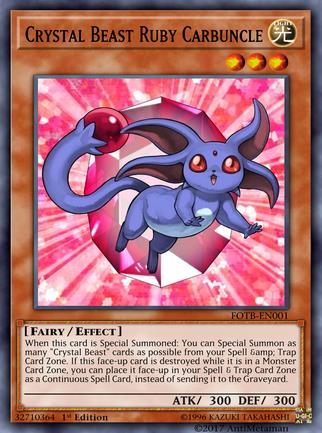 Crystal Beast Ruby Carbuncle
LIGHT
光
FOTB-EN001
[ Fairy / Effect ]
When this card is Special Summoned: You can Special Summon as
many "Crystal Beast" cards as possible from your Spell &amp; Trap
Card Zone. If this face-up card is destroyed while it is in a Monster
Card Zone, you can place it face-up in your Spell & Trap Card Zone
as a Continuous Spell Card, instead of sending it to the Graveyard.
ATK/ 300 DEF/ 300
32710364 1st Edition ©1996 KAZUKI TAKAHASHI
©2017 AntiMetaman